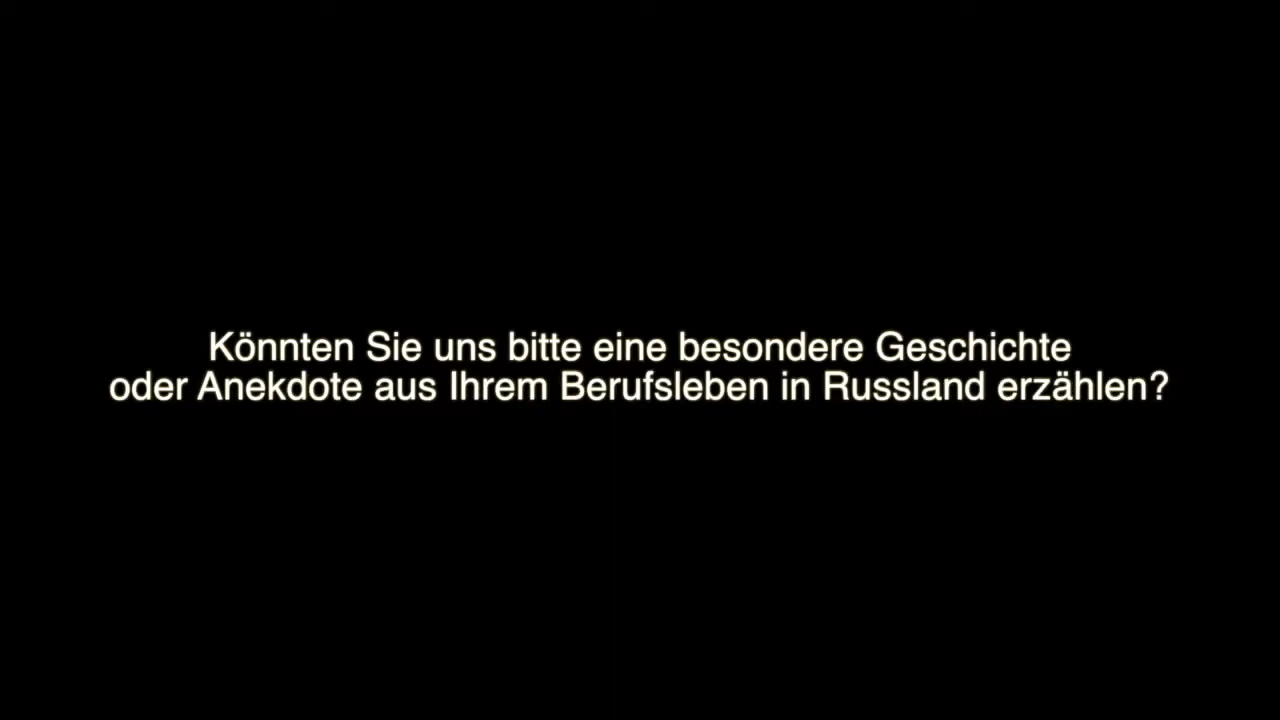 Könnten Sie uns bitte eine besondere Geschichte
oder Anekdote aus Ihrem Berufsleben in Russland erzählen?